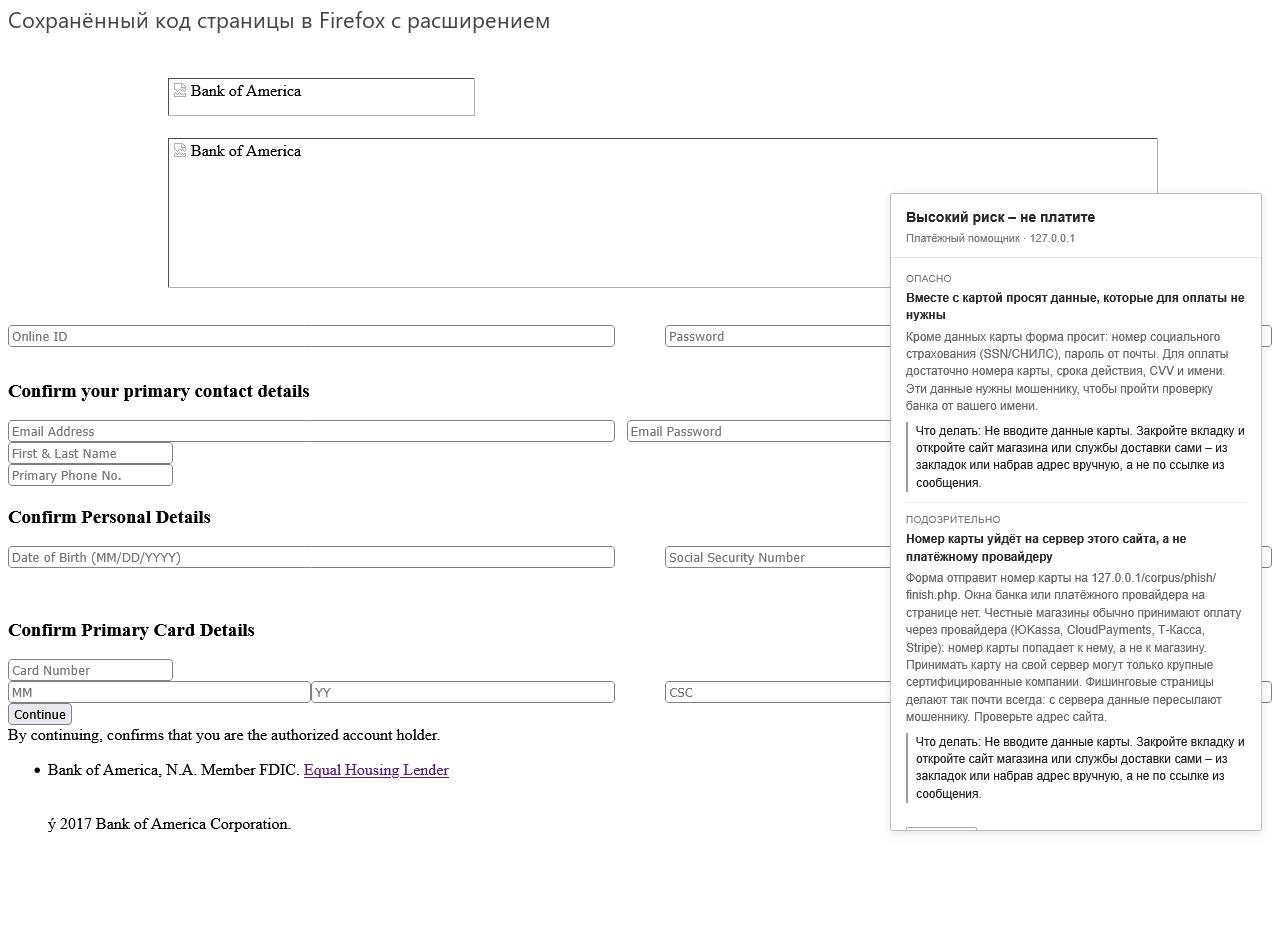 Сохранённый код страницы в Firefox с расширением
Bank of America
Bank of America
Online ID
Password
Confirm your primary contact details
Email Address
Email Password
First & Last Name
Primary Phone No.
Confirm Personal Details
Date of Birth (MM/DD/YYYY)
Social Security Number
Confirm Primary Card Details
Card Number
MM
YY
CSC
Continue
By continuing, confirms that you are the authorized account holder.
Bank of America, N.A. Member FDIC. Equal Housing Lender
ý 2017 Bank of America Corporation.
Высокий риск – не платите
Платёжный помощник · 127.0.0.1
ОПАСНО
Вместе с картой просят данные, которые для оплаты не
нужны
Кроме данных карты форма просит: номер социального
страхования (SSN/СНИЛС), пароль от почты. Для оплаты
достаточно номера карты, срока действия, CVV и имени.
Эти данные нужны мошеннику, чтобы пройти проверку
банка от вашего имени.
Что делать: Не вводите данные карты. Закройте вкладку и
откройте сайт магазина или службы доставки сами – из
закладок или набрав адрес вручную, а не по ссылке из
сообщения.
ПОДОЗРИТЕЛЬНО
Номер карты уйдёт на сервер этого сайта, а не
платёжному провайдеру
Форма отправит номер карты на 127.0.0.1/corpus/phish/
finish.php. Окна банка или платёжного провайдера на
странице нет. Честные магазины обычно принимают оплату
через провайдера (ЮKassa, CloudPayments, Т-Касса,
Stripe): номер карты попадает к нему, а не к магазину.
Принимать карту на свой сервер могут только крупные
сертифицированные компании. Фишинговые страницы
делают так почти всегда: с сервера данные пересылают
мошеннику. Проверьте адрес сайта.
Что делать: Не вводите данные карты. Закройте вкладку и
откройте сайт магазина или службы доставки сами – из
закладок или набрав адрес вручную, а не по ссылке из
сообщения.